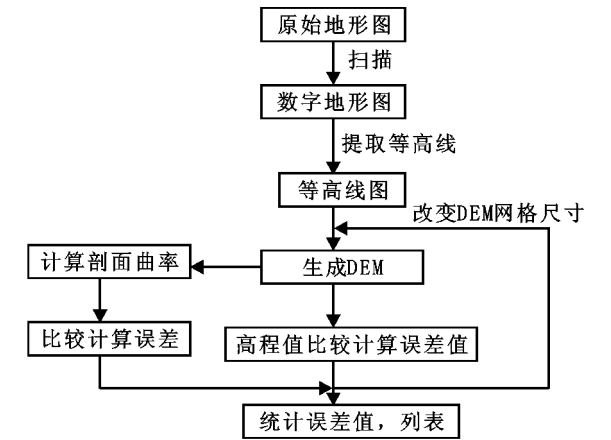 原始地形图
扫描
数字地形图
提取等高线
等高线图
改变DEM网格尺寸
计算剖面曲率
生成DEM
比较计算误差
高程值比较计算误差值
统计误差值，列表